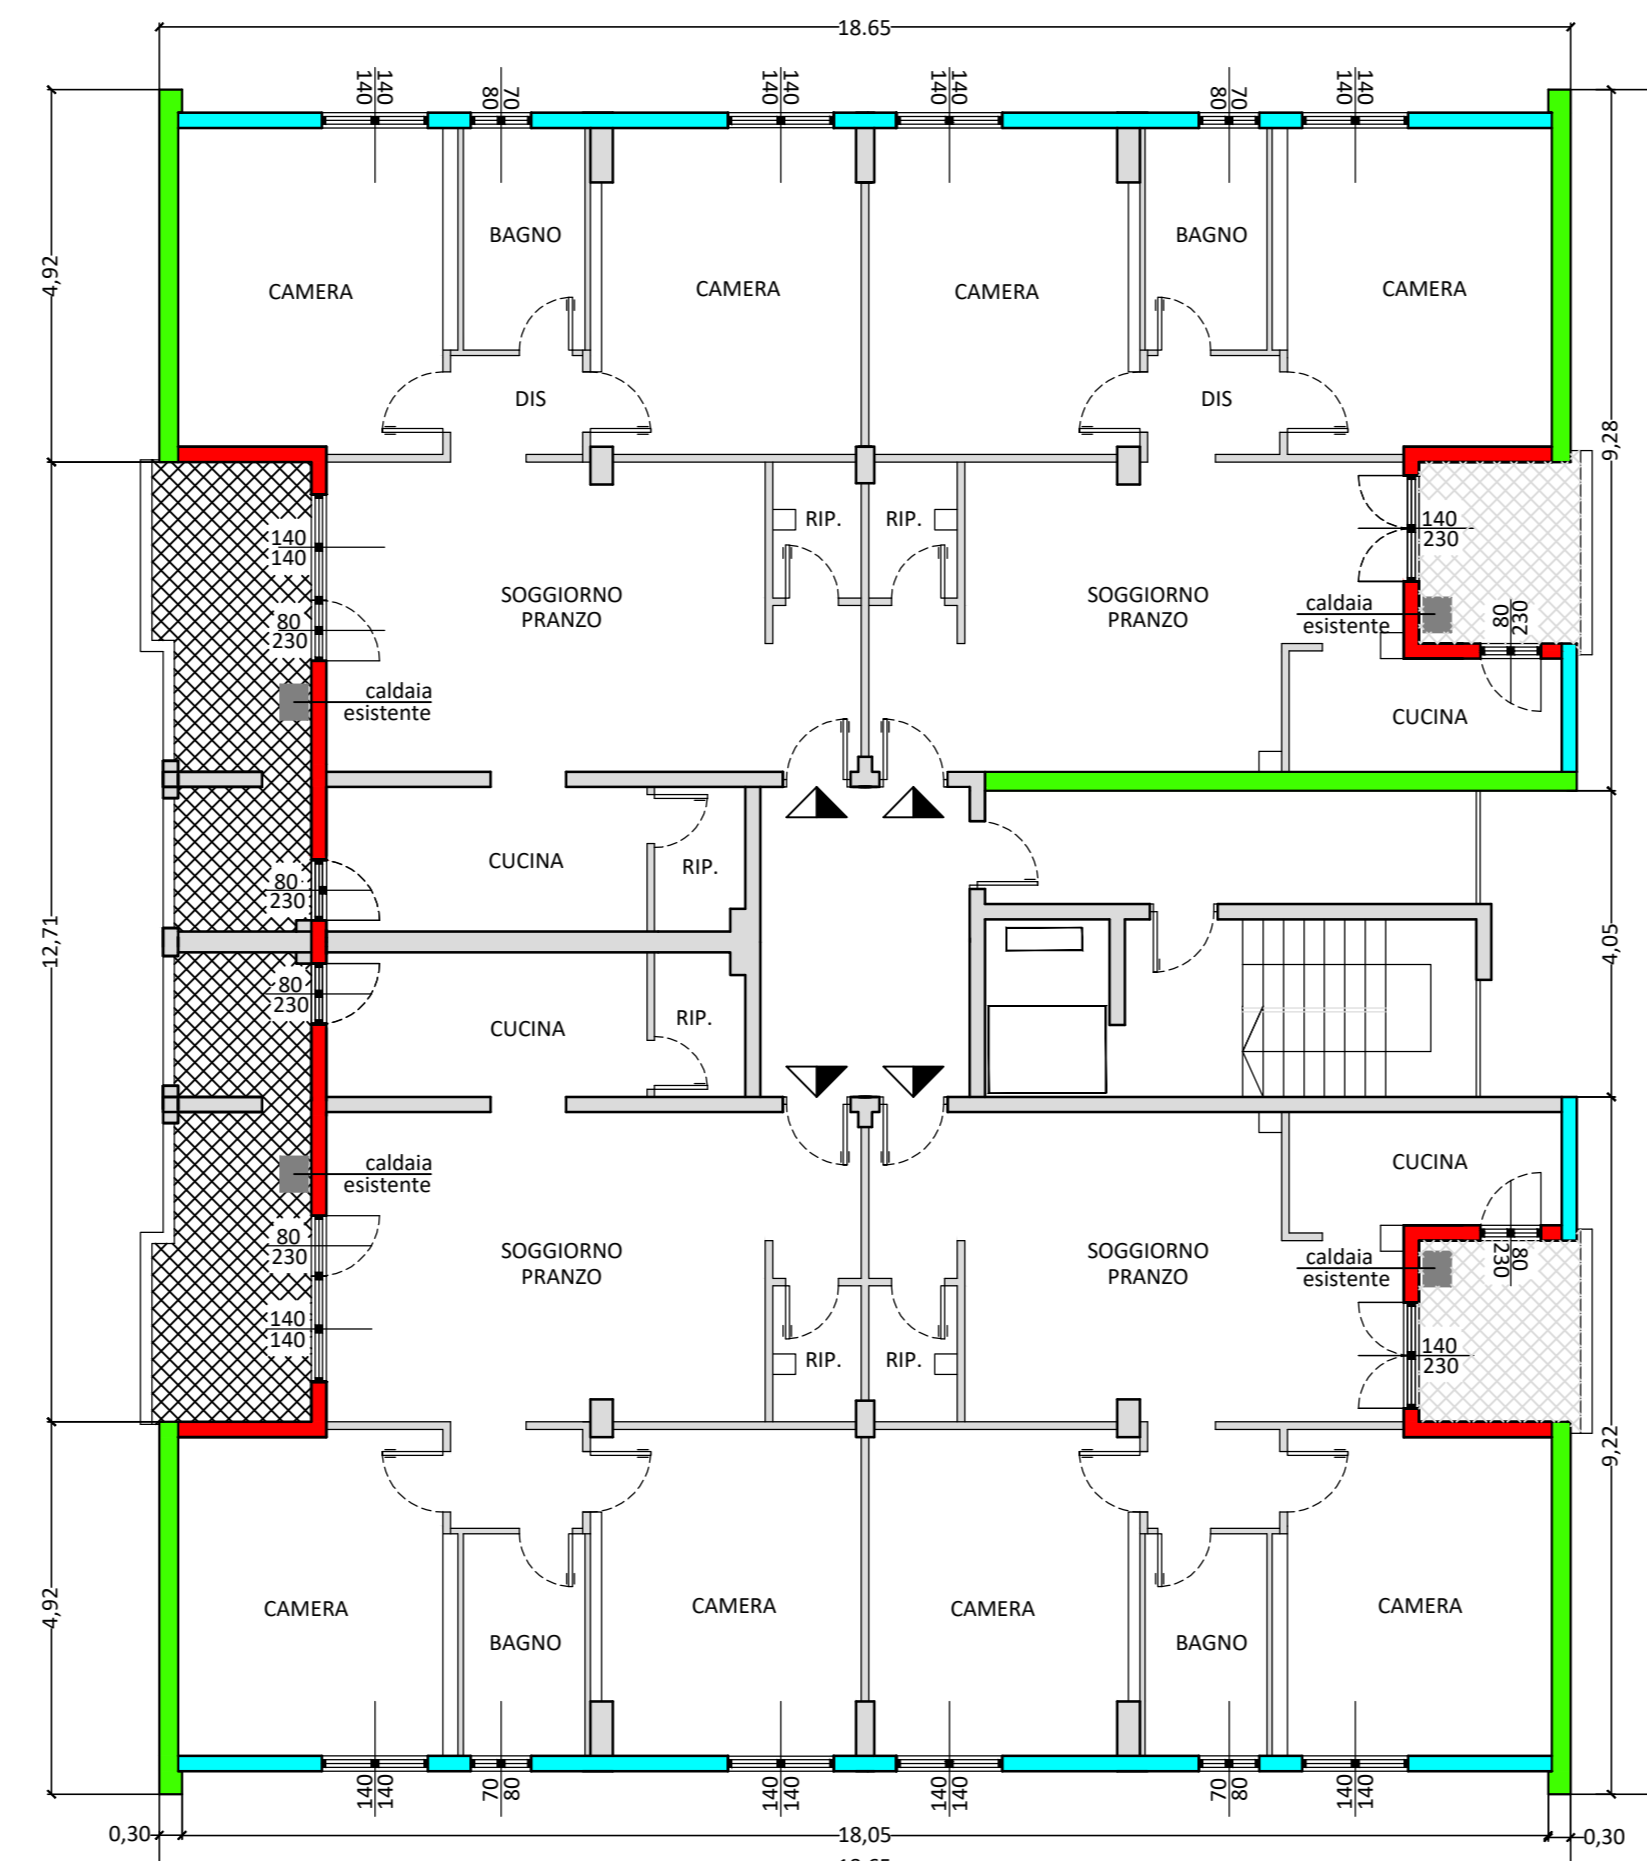 18.65
140
140
70
80
140
140
140
140
70
80
140
140
BAGNO
BAGNO
CAMERA
CAMERA
CAMERA
CAMERA
4,92
DIS
DIS
9,28
140
140
RIP.
RIP.
140
230
SOGGIORNO
PRANZO
SOGGIORNO
PRANZO
80
230
caldaia
esistente
80
230
caldaia
esistente
CUCINA
CUCINA
RIP.
80
230
12,71
4,05
80
230
CUCINA
RIP.
caldaia
esistente
CUCINA
80
230
SOGGIORNO
PRANZO
SOGGIORNO
PRANZO
caldaia
esistente
80
230
140
140
RIP.
RIP.
140
230
9,22
4,92
CAMERA
CAMERA
CAMERA
CAMERA
BAGNO
BAGNO
140
140
70
80
140
140
140
140
70
80
140
140
0,30
18,05
0,30
18,65